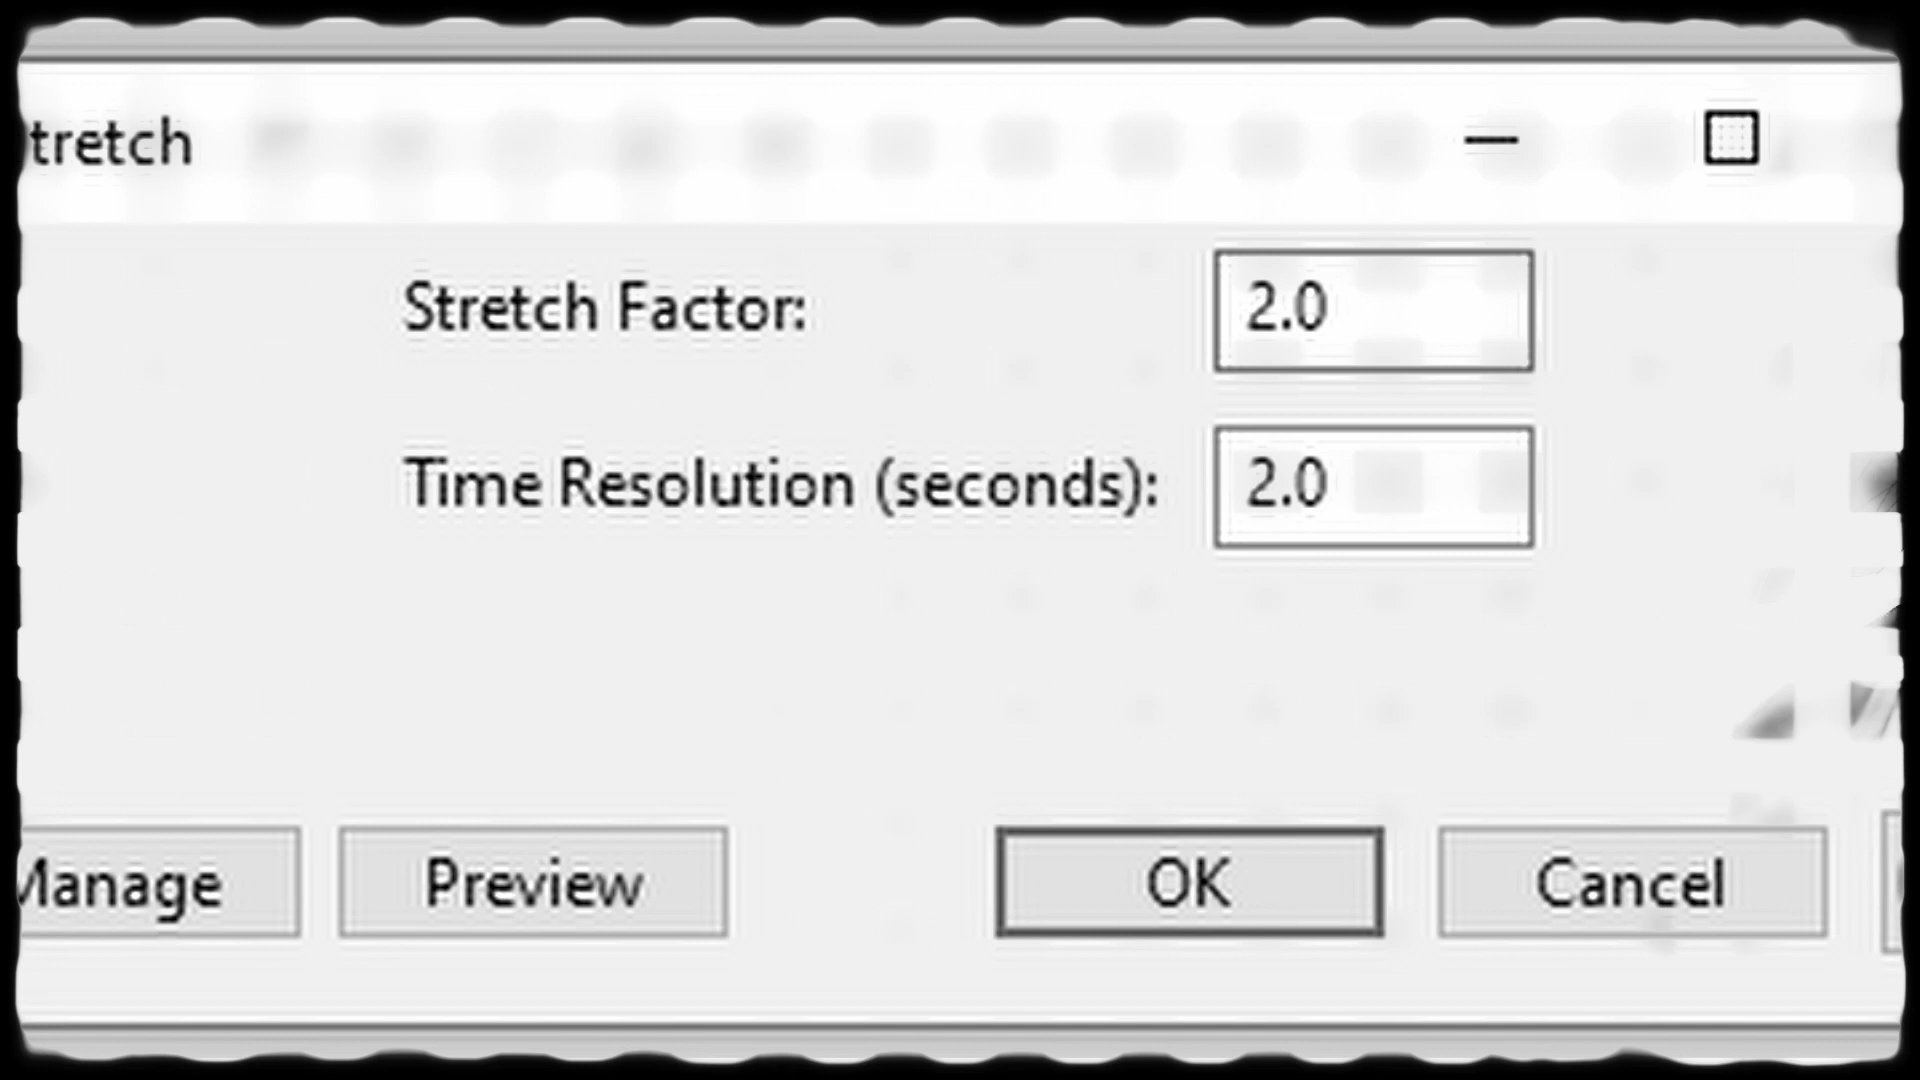 tretch
Stretch Factor: 2.0
Time Resolution (seconds): 2.0
Manage Preview OK Cancel